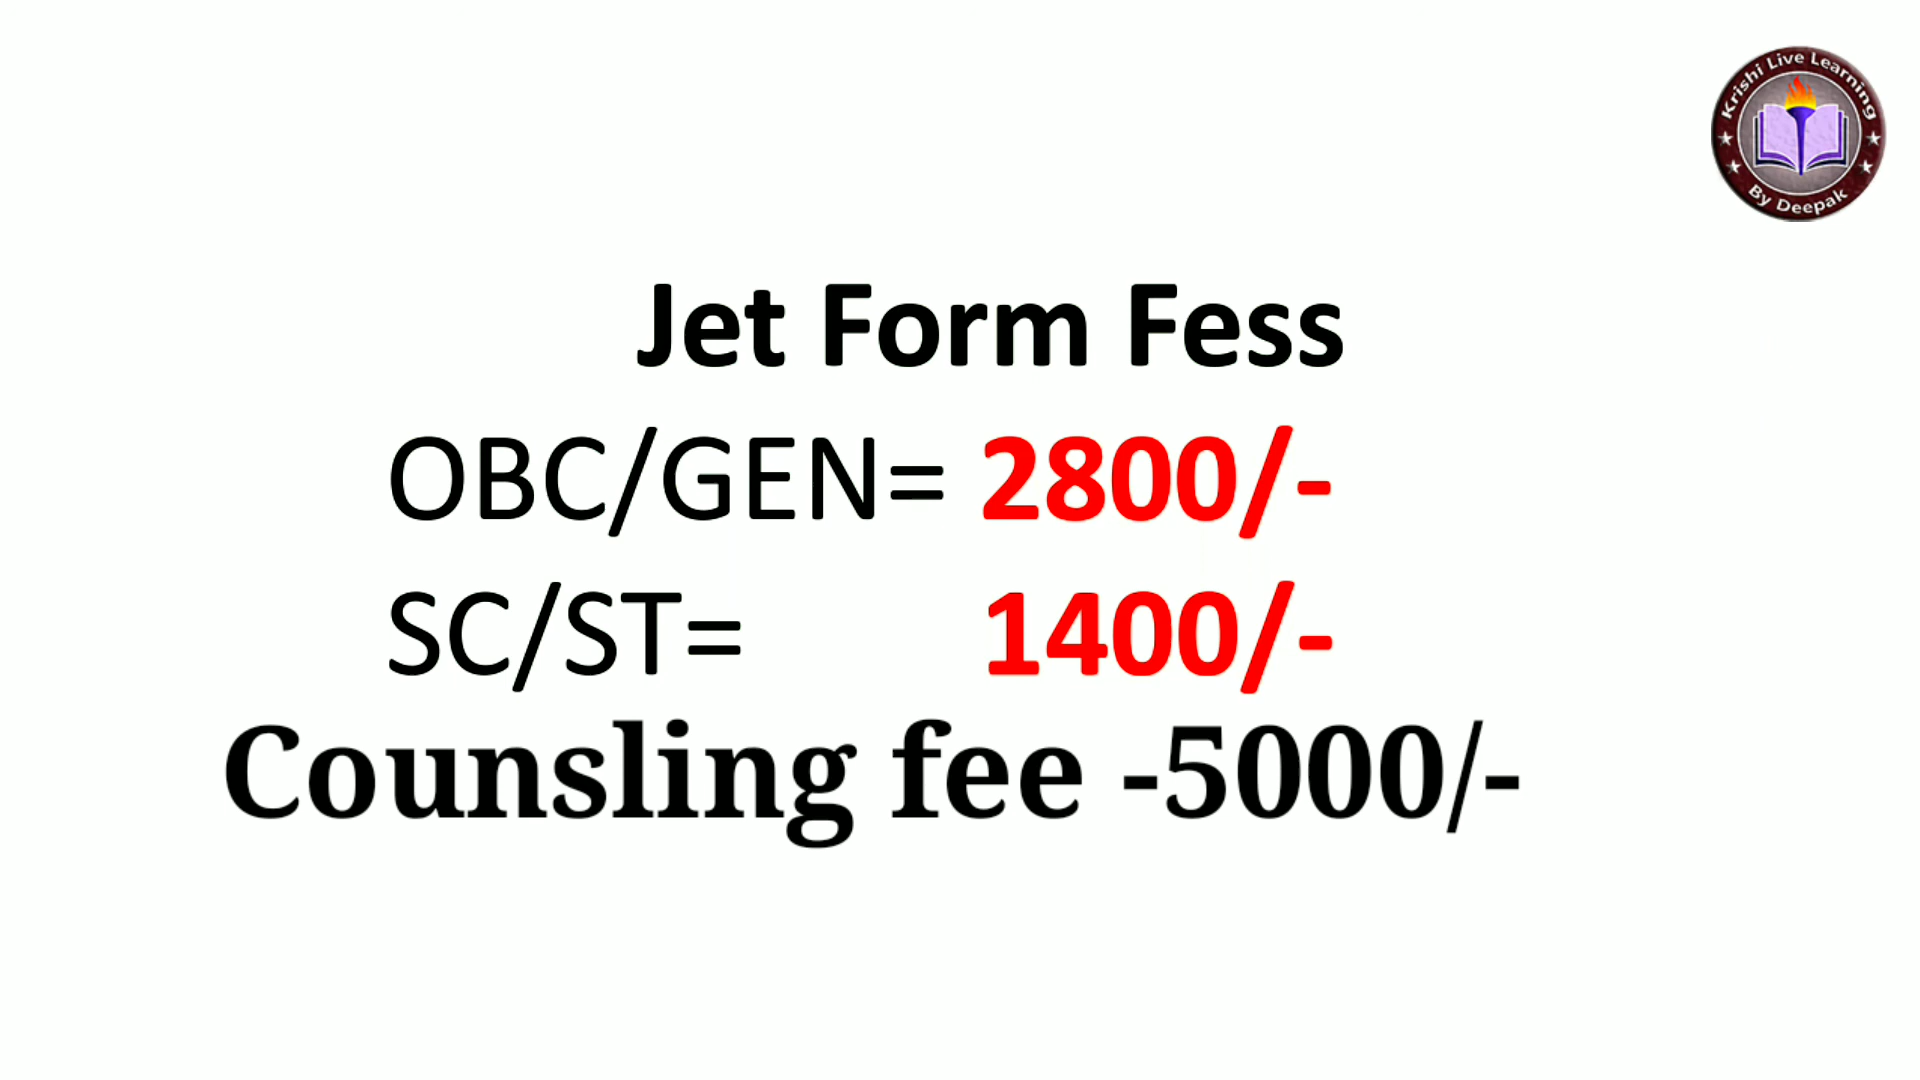 Krishi Live Learning
By Deepak
Jet Form Fess
OBC/GEN= 2800/-
SC/ST= 1400/-
Counsling fee -5000/-